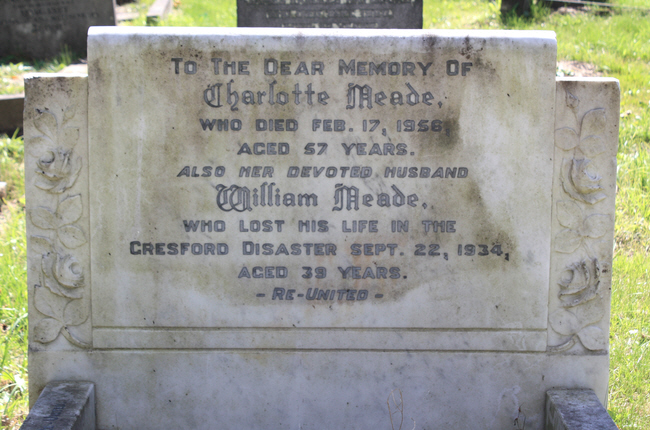 TO THE DEAR MEMORY OF
Charlotte Meade,
WHO DIED FEB. 17, 1956,
AGED 57 YEARS.
ALSO HER DEVOTED HUSBAND
William Meade,
WHO LOST HIS LIFE IN THE
GRESFORD DISASTER SEPT. 22, 1934,
AGED 39 YEARS.
- RE-UNITED -